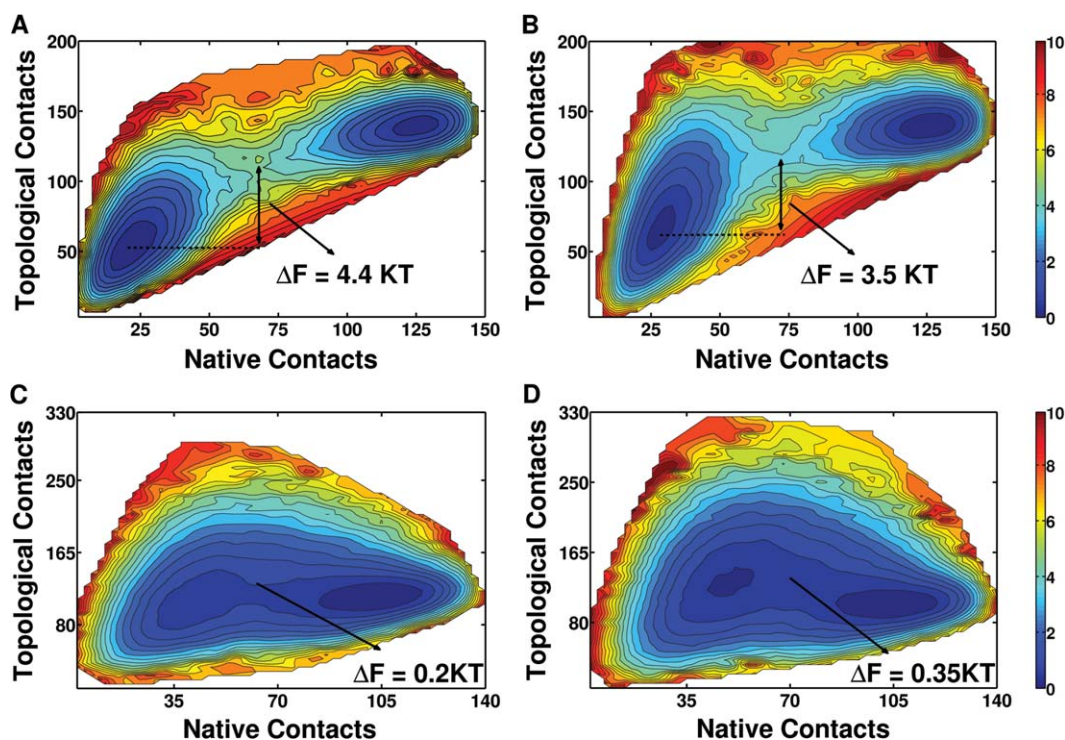 A
B
200
150
100
50
Topological Contacts
ΔF = 4.4 KT
25 50 75 100 125 150
Native Contacts
200
150
100
50
Topological Contacts
ΔF = 3.5 KT
25 50 75 100 125 150
Native Contacts
10
8
6
4
2
0
C
D
330
250
165
80
Topological Contacts
ΔF = 0.2KT
35 70 105 140
Native Contacts
330
250
165
80
Topological Contacts
ΔF = 0.35KT
35 70 105 140
Native Contacts
10
8
6
4
2
0